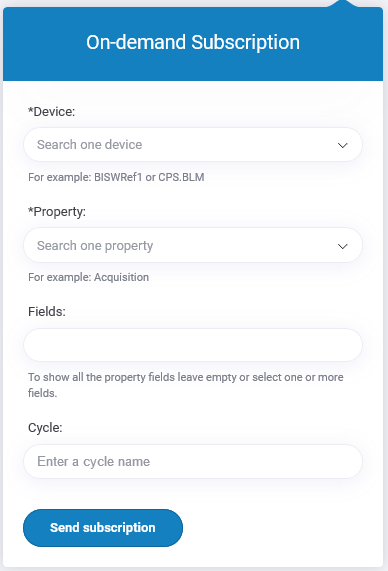 On-demand Subscription
*Device:
Search one device
For example: BISWRef1 or CPS.BLM
*Property:
Search one property
For example: Acquisition
Fields:
To show all the property fields leave empty or select one or more
fields.
Cycle:
Enter a cycle name
Send subscription